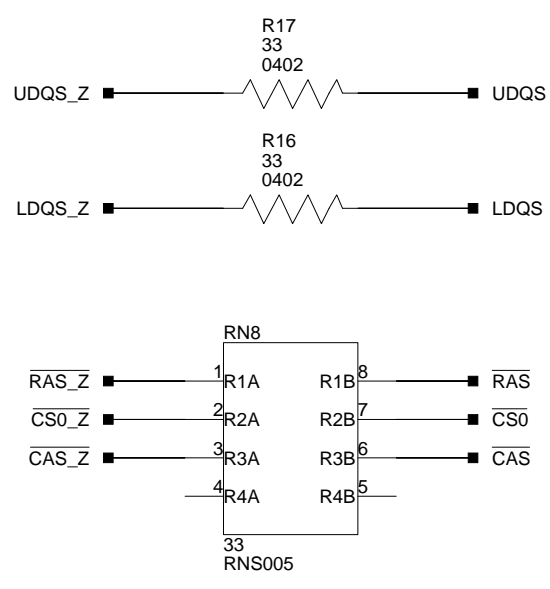 R17
33
0402
UDQS_Z UDQS
R16
33
0402
LDQS_Z LDQS
RN8
RAS_Z 1 R1A R1B 8 RAS
CS0_Z 2 R2A R2B 7 CS0
CAS_Z 3 R3A R3B 6 CAS
4 R4A R4B 5
33
RNS005